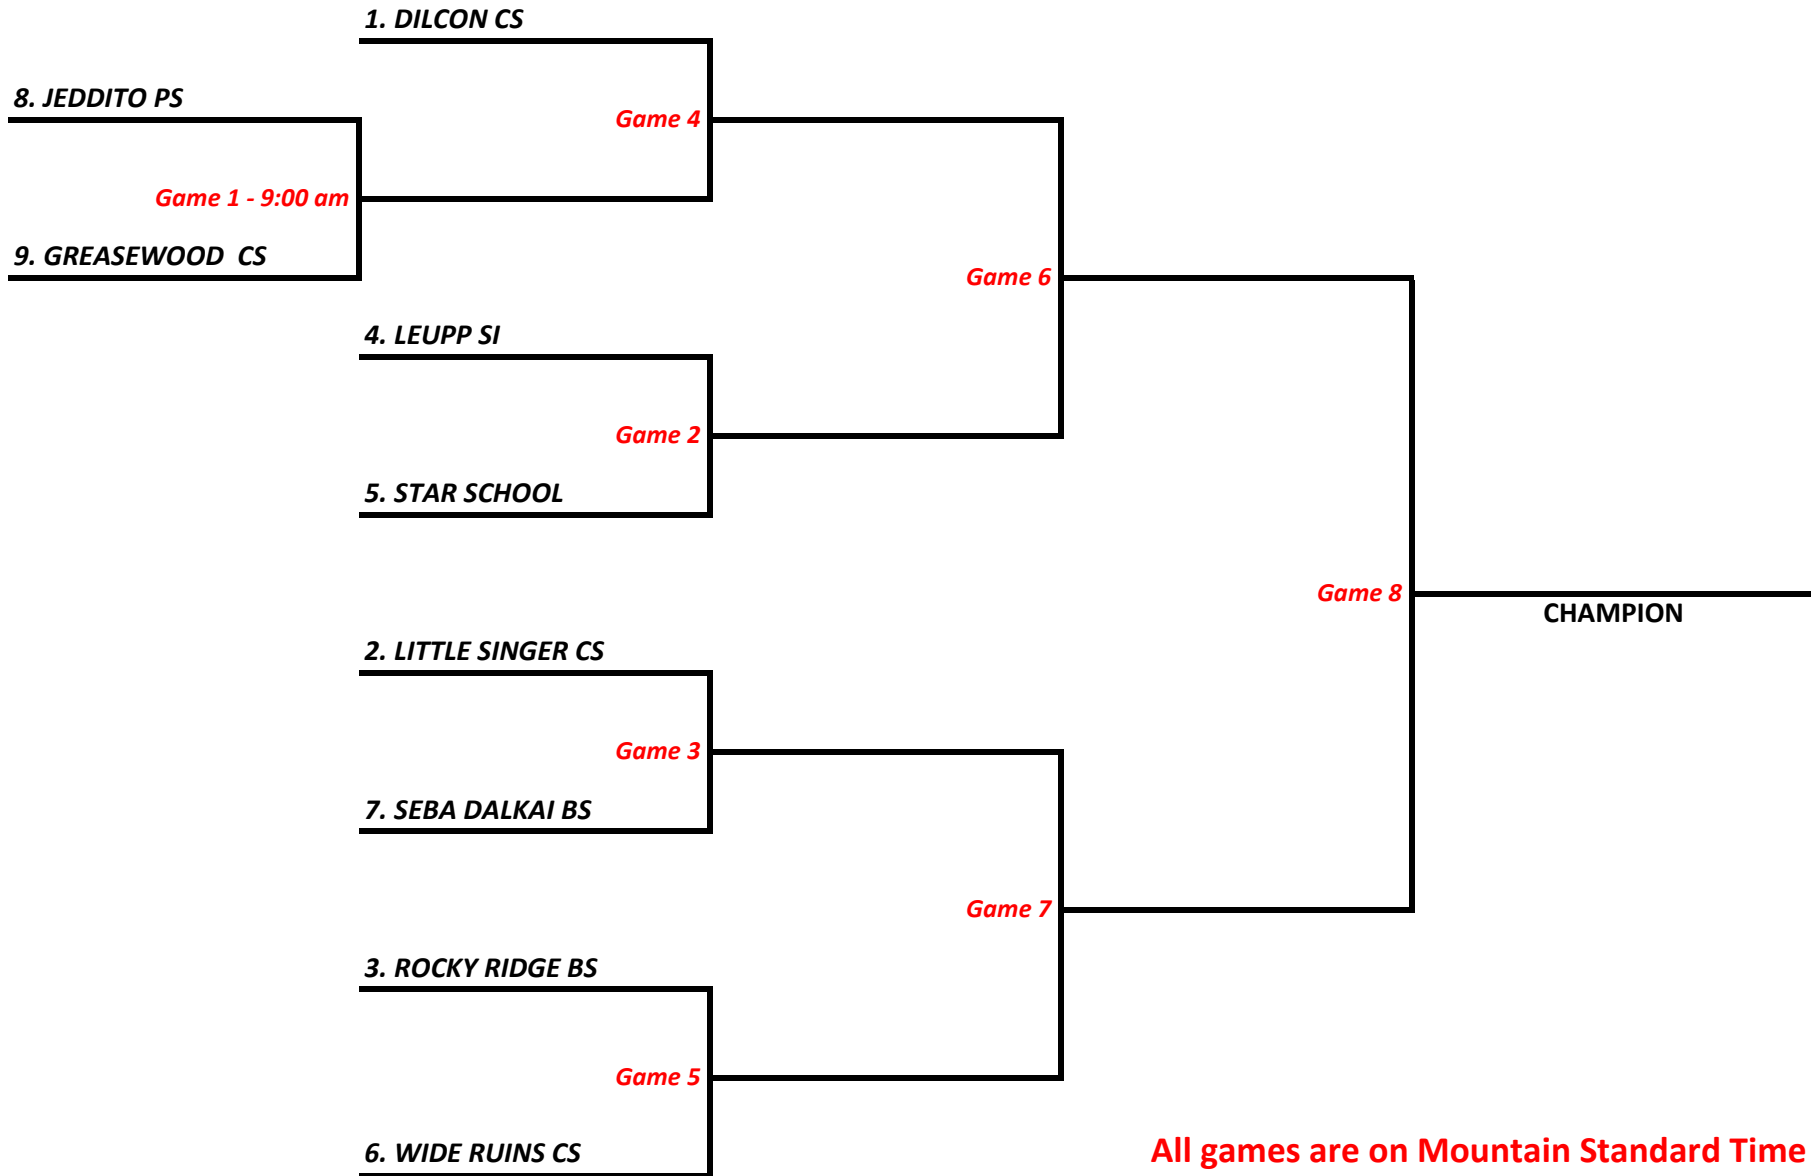 1. DILCON CS
8. JEDDITO PS
Game 4
Game 1 - 9:00 am
9. GREASEWOOD  CS
Game 6
4. LEUPP SI
Game 2
5. STAR SCHOOL
Game 8
CHAMPION
2. LITTLE SINGER CS
Game 3
7. SEBA DALKAI BS
Game 7
3. ROCKY RIDGE BS
Game 5
6. WIDE RUINS CS
All games are on Mountain Standard Time